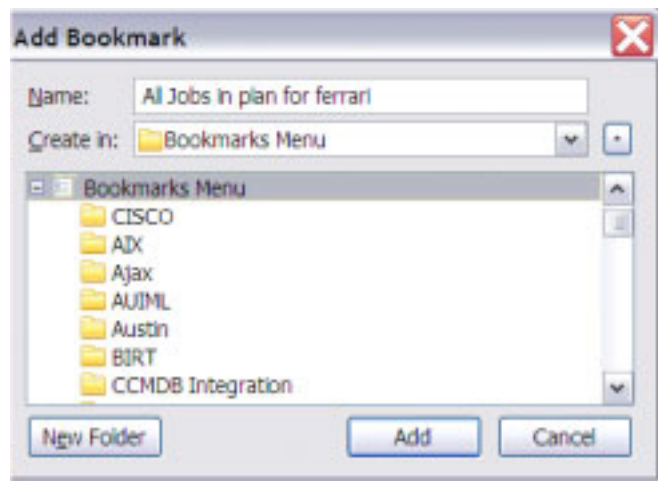 Add Bookmark
Name: All Jobs in plan for ferrari
Create in: Bookmarks Menu
Bookmarks Menu
CISCO
AIX
Ajax
AUIML
Austin
BIRT
CCMDB Integration
New Folder Add Cancel